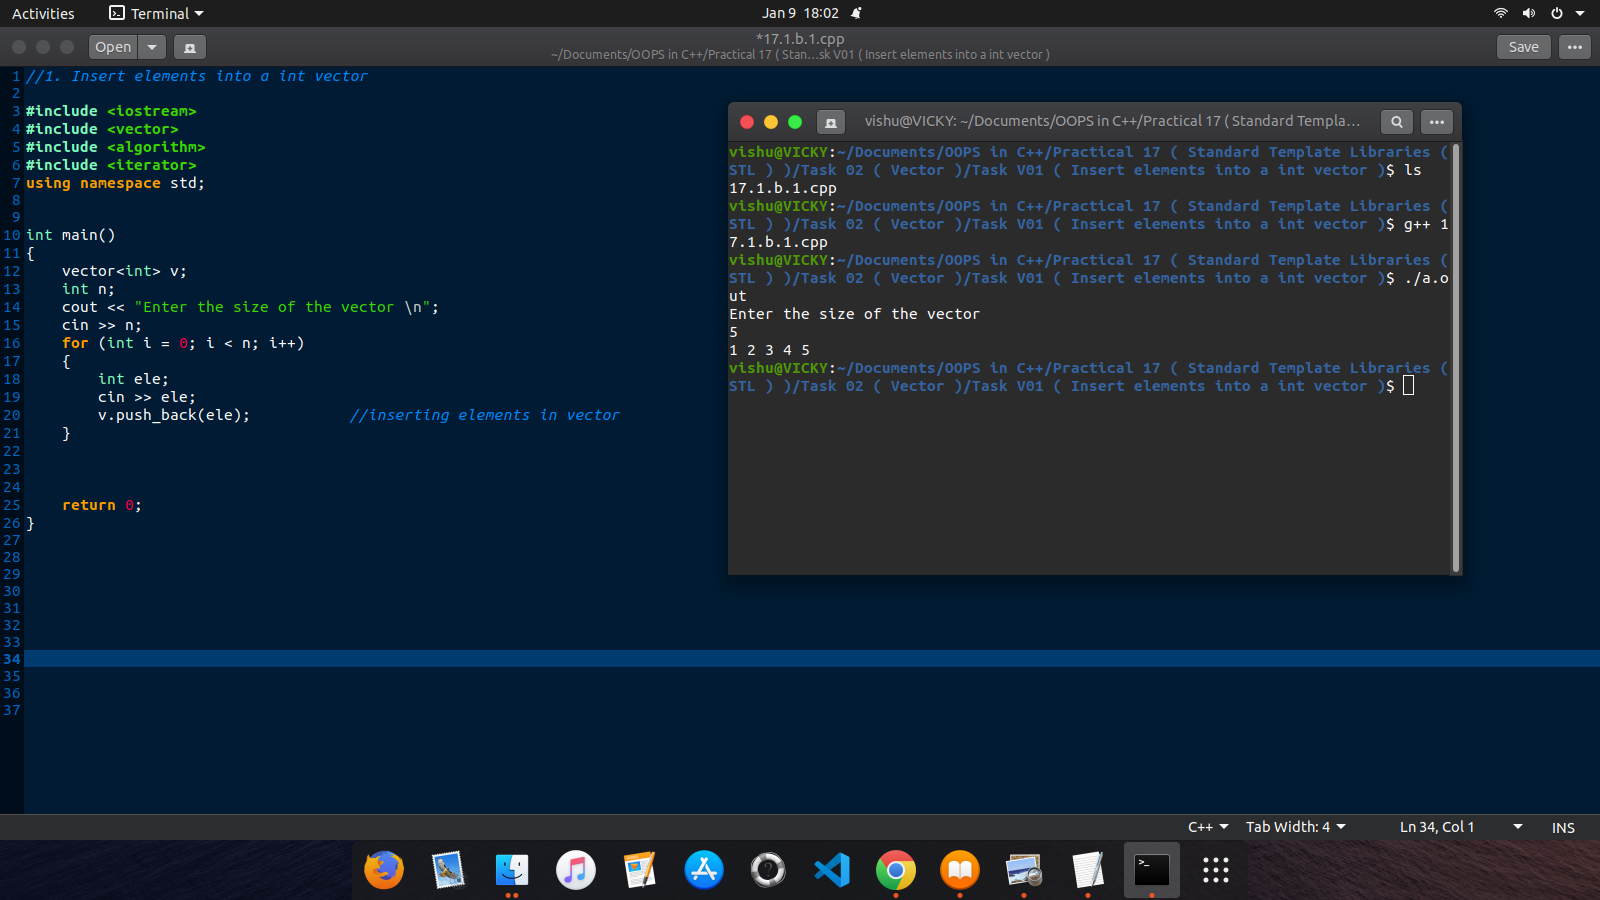 Activities Terminal Jan 9 18:02
Open *17.1.b.1.cpp Save
~/Documents/OOPS in C++/Practical 17 ( Stan...sk V01 ( Insert elements into a int vector )
1 //1. Insert elements into a int vector
2
3 #include <iostream>
4 #include <vector>
5 #include <algorithm>
6 #include <iterator>
7 using namespace std;
8
9
10 int main()
11 {
12     vector<int> v;
13     int n;
14     cout << "Enter the size of the vector \n";
15     cin >> n;
16     for (int i = 0; i < n; i++)
17     {
18         int ele;
19         cin >> ele;
20         v.push_back(ele);           //inserting elements in vector
21     }
22
23
24
25     return 0;
26 }
27
28
29
30
31
32
33
34
35
36
37
vishu@VICKY: ~/Documents/OOPS in C++/Practical 17 ( Standard Templa...
vishu@VICKY:~/Documents/OOPS in C++/Practical 17 ( Standard Template Libraries (
STL ) )/Task 02 ( Vector )/Task V01 ( Insert elements into a int vector )$ ls
17.1.b.1.cpp
vishu@VICKY:~/Documents/OOPS in C++/Practical 17 ( Standard Template Libraries (
STL ) )/Task 02 ( Vector )/Task V01 ( Insert elements into a int vector )$ g++ 1
7.1.b.1.cpp
vishu@VICKY:~/Documents/OOPS in C++/Practical 17 ( Standard Template Libraries (
STL ) )/Task 02 ( Vector )/Task V01 ( Insert elements into a int vector )$ ./a.o
ut
Enter the size of the vector
5
1 2 3 4 5
vishu@VICKY:~/Documents/OOPS in C++/Practical 17 ( Standard Template Libraries (
STL ) )/Task 02 ( Vector )/Task V01 ( Insert elements into a int vector )$
C++ Tab Width: 4 Ln 34, Col 1 INS